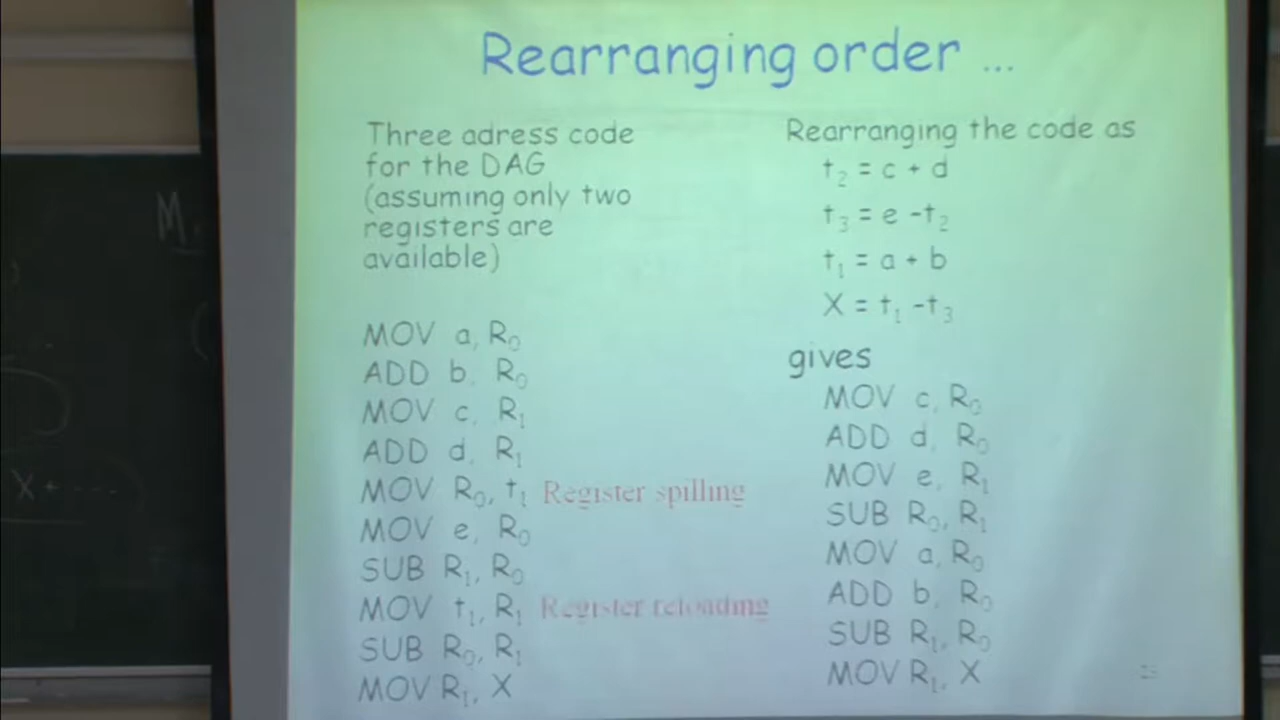 Rearranging order ...
Three adress code
for the DAG
(assuming only two
registers are
available)
MOV a, R₀
ADD b, R₀
MOV c, R₁
ADD d, R₁
MOV R₀, t₁ Register spilling
MOV e, R₀
SUB R₁, R₀
MOV t₁, R₁ Register reloading
SUB R₀, R₁
MOV R₁, X
Rearranging the code as
t₂ = c + d
t₃ = e -t₂
t₁ = a + b
X = t₁ -t₃
gives
MOV c, R₀
ADD d, R₀
MOV e, R₁
SUB R₀, R₁
MOV a, R₀
ADD b, R₀
SUB R₁, R₀
MOV R₁, X
M
X +